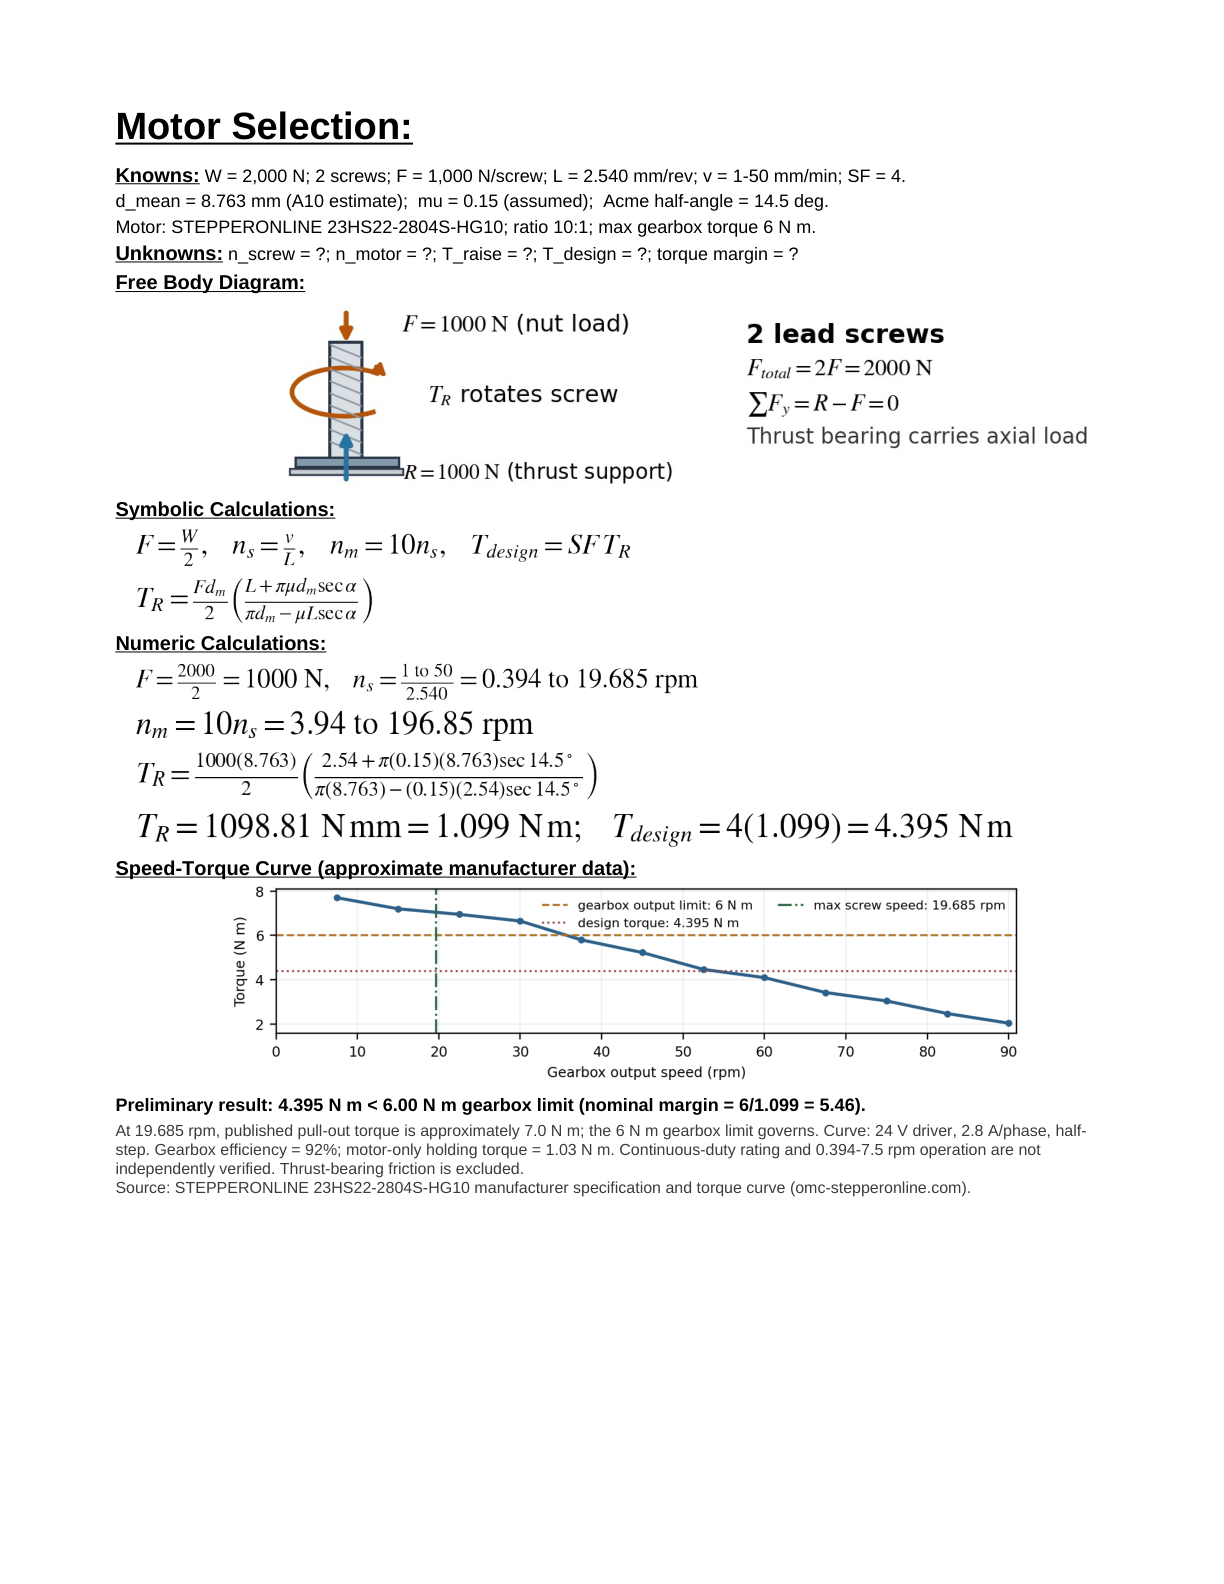 Motor Selection:
Knowns: W = 2,000 N; 2 screws; F = 1,000 N/screw; L = 2.540 mm/rev; v = 1-50 mm/min; SF = 4.
d_mean = 8.763 mm (A10 estimate);  mu = 0.15 (assumed);  Acme half-angle = 14.5 deg.
Motor: STEPPERONLINE 23HS22-2804S-HG10; ratio 10:1; max gearbox torque 6 N m.
Unknowns: n_screw = ?; n_motor = ?; T_raise = ?; T_design = ?; torque margin = ?
Free Body Diagram:
F = 1000 N (nut load)
T_R rotates screw
R = 1000 N (thrust support)
2 lead screws
F_total = 2F = 2000 N
∑F_y = R − F = 0
Thrust bearing carries axial load
Symbolic Calculations:
F = W/2,   n_s = v/L,   n_m = 10n_s,   T_design = SF T_R
T_R = Fd_m/2 (L + πμd_m sec α / πd_m − μL sec α)
Numeric Calculations:
F = 2000/2 = 1000 N,   n_s = 1 to 50/2.540 = 0.394 to 19.685 rpm
n_m = 10n_s = 3.94 to 196.85 rpm
T_R = 1000(8.763)/2 (2.54 + π(0.15)(8.763)sec 14.5° / π(8.763) − (0.15)(2.54)sec 14.5°)
T_R = 1098.81 N mm = 1.099 N m;   T_design = 4(1.099) = 4.395 N m
Speed-Torque Curve (approximate manufacturer data):
8
6
4
2
Torque (N m)
gearbox output limit: 6 N m
design torque: 4.395 N m
max screw speed: 19.685 rpm
0 10 20 30 40 50 60 70 80 90
Gearbox output speed (rpm)
Preliminary result: 4.395 N m < 6.00 N m gearbox limit (nominal margin = 6/1.099 = 5.46).
At 19.685 rpm, published pull-out torque is approximately 7.0 N m; the 6 N m gearbox limit governs. Curve: 24 V driver, 2.8 A/phase, half-
step. Gearbox efficiency = 92%; motor-only holding torque = 1.03 N m. Continuous-duty rating and 0.394-7.5 rpm operation are not
independently verified. Thrust-bearing friction is excluded.
Source: STEPPERONLINE 23HS22-2804S-HG10 manufacturer specification and torque curve (omc-stepperonline.com).